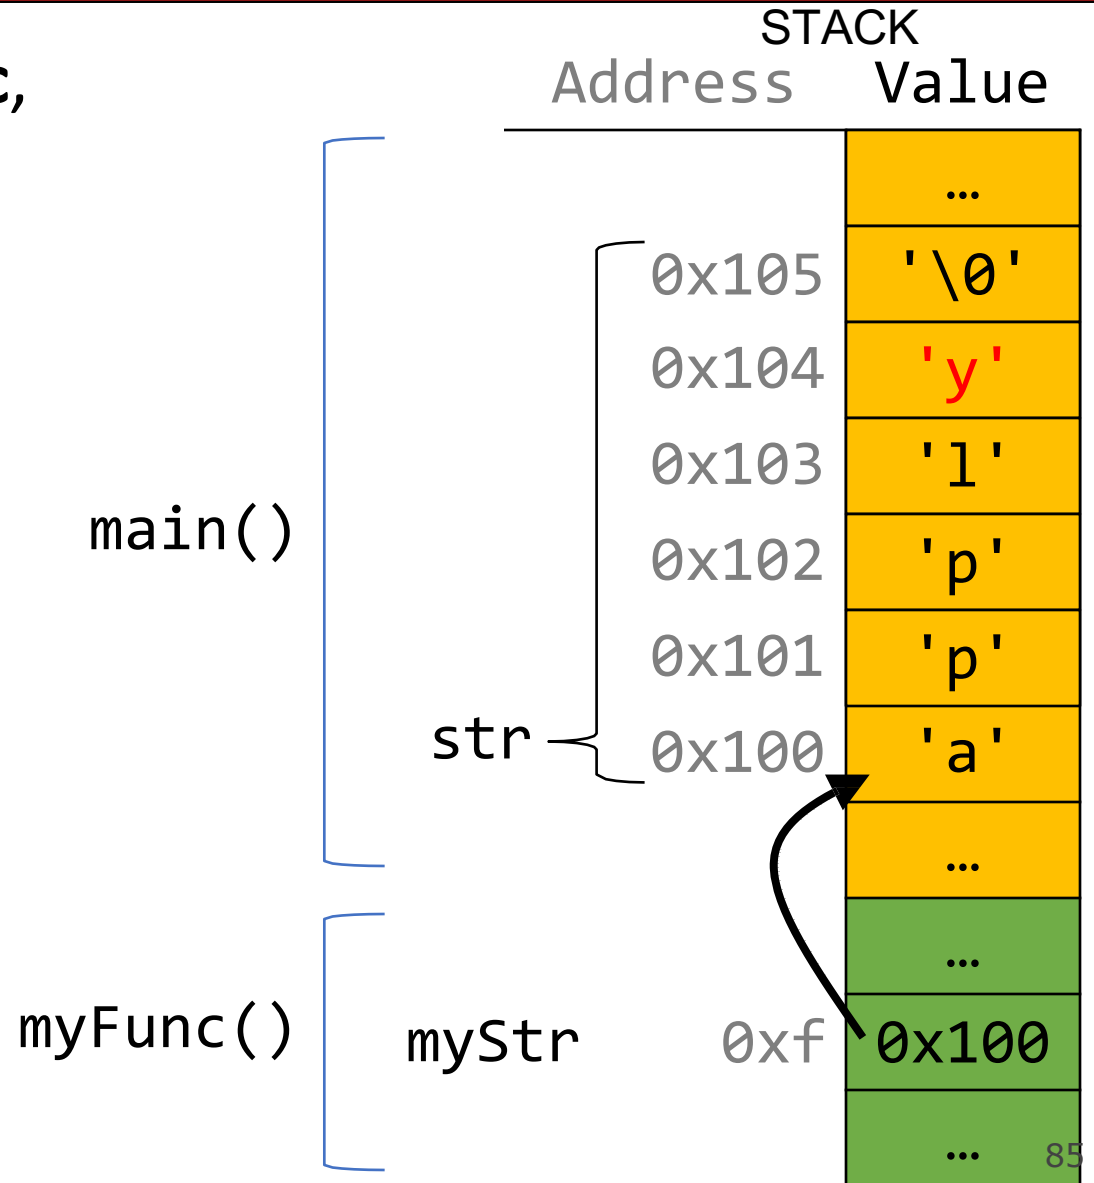 STACK
c,
Address Value
…
0x105 '\0'
0x104 'y'
0x103 'l'
main()
0x102 'p'
0x101 'p'
str 0x100 'a'
…
…
myFunc() myStr 0xf 0x100
… 85